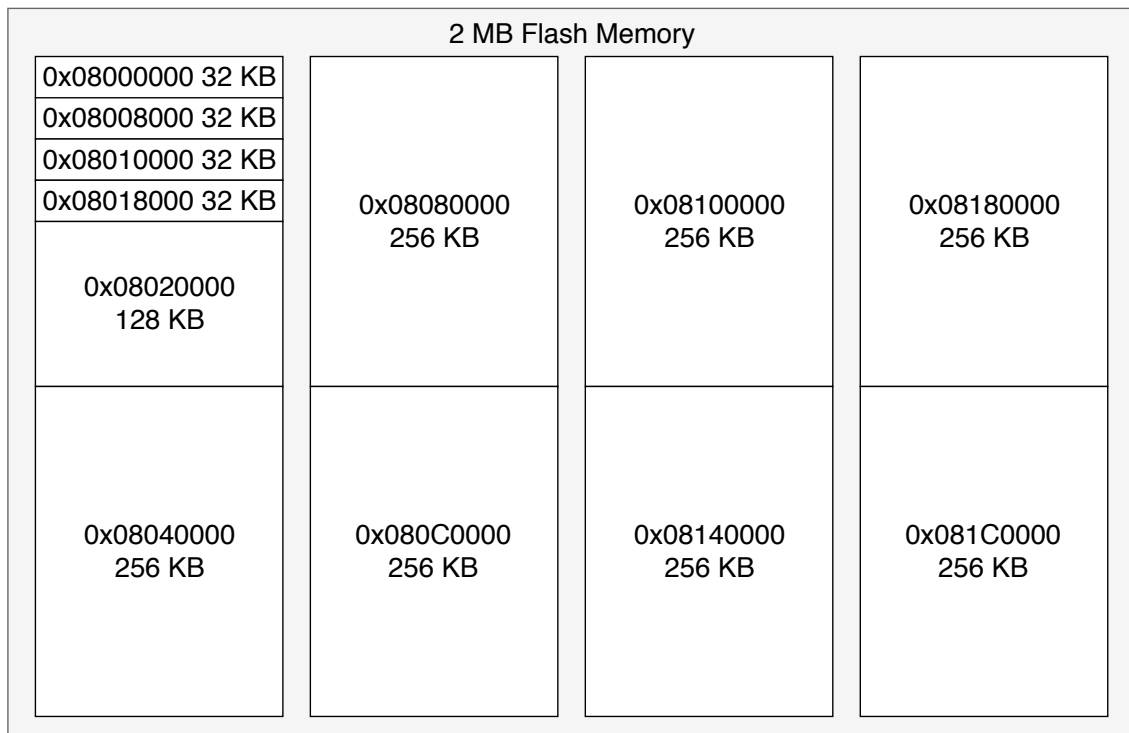 2 MB Flash Memory
0x08000000 32 KB
0x08008000 32 KB
0x08010000 32 KB
0x08018000 32 KB
0x08020000
128 KB
0x08040000
256 KB
0x08080000
256 KB
0x080C0000
256 KB
0x08100000
256 KB
0x08140000
256 KB
0x08180000
256 KB
0x081C0000
256 KB